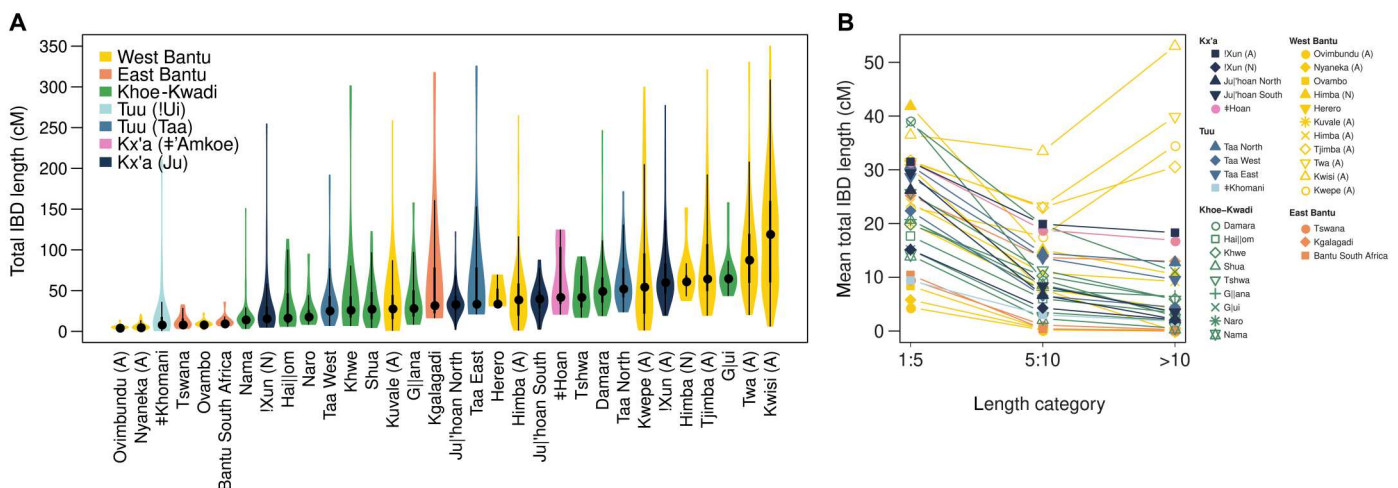 A
Total IBD length (cM)
350
300
250
200
150
100
50
0
West Bantu
East Bantu
Khoe-Kwadi
Tuu (!Ui)
Tuu (Taa)
Kx'a (ǂ'Amkoe)
Kx'a (Ju)
Ovimbundu (A)
Nyaneka (A)
ǂKhomani
Tswana
Ovambo
Bantu South Africa
Nama
!Xun (N)
Hai||om
Naro
Taa West
Khwe
Shua
Kuvale (A)
G||ana
Kgalagadi
Ju|'hoan North
Taa East
Herero
Himba (A)
Ju|'hoan South
ǂHoan
Tshwa
Damara
Taa North
Kwepe (A)
!Xun (A)
Himba (N)
Tjimba (A)
G|ui
Twa (A)
Kwisi (A)
B
Mean total IBD length (cM)
50
40
30
20
10
0
1:5
5:10
>10
Length category
Kx'a
!Xun (A)
!Xun (N)
Ju|'hoan North
Ju|'hoan South
ǂHoan
Tuu
Taa North
Taa West
Taa East
ǂKhomani
Khoe-Kwadi
Damara
Hai||om
Khwe
Shua
Tshwa
G||ana
G|ui
Naro
Nama
West Bantu
Ovimbundu (A)
Nyaneka (A)
Ovambo
Himba (N)
Herero
Kuvale (A)
Himba (A)
Tjimba (A)
Twa (A)
Kwisi (A)
Kwepe (A)
East Bantu
Tswana
Kgalagadi
Bantu South Africa